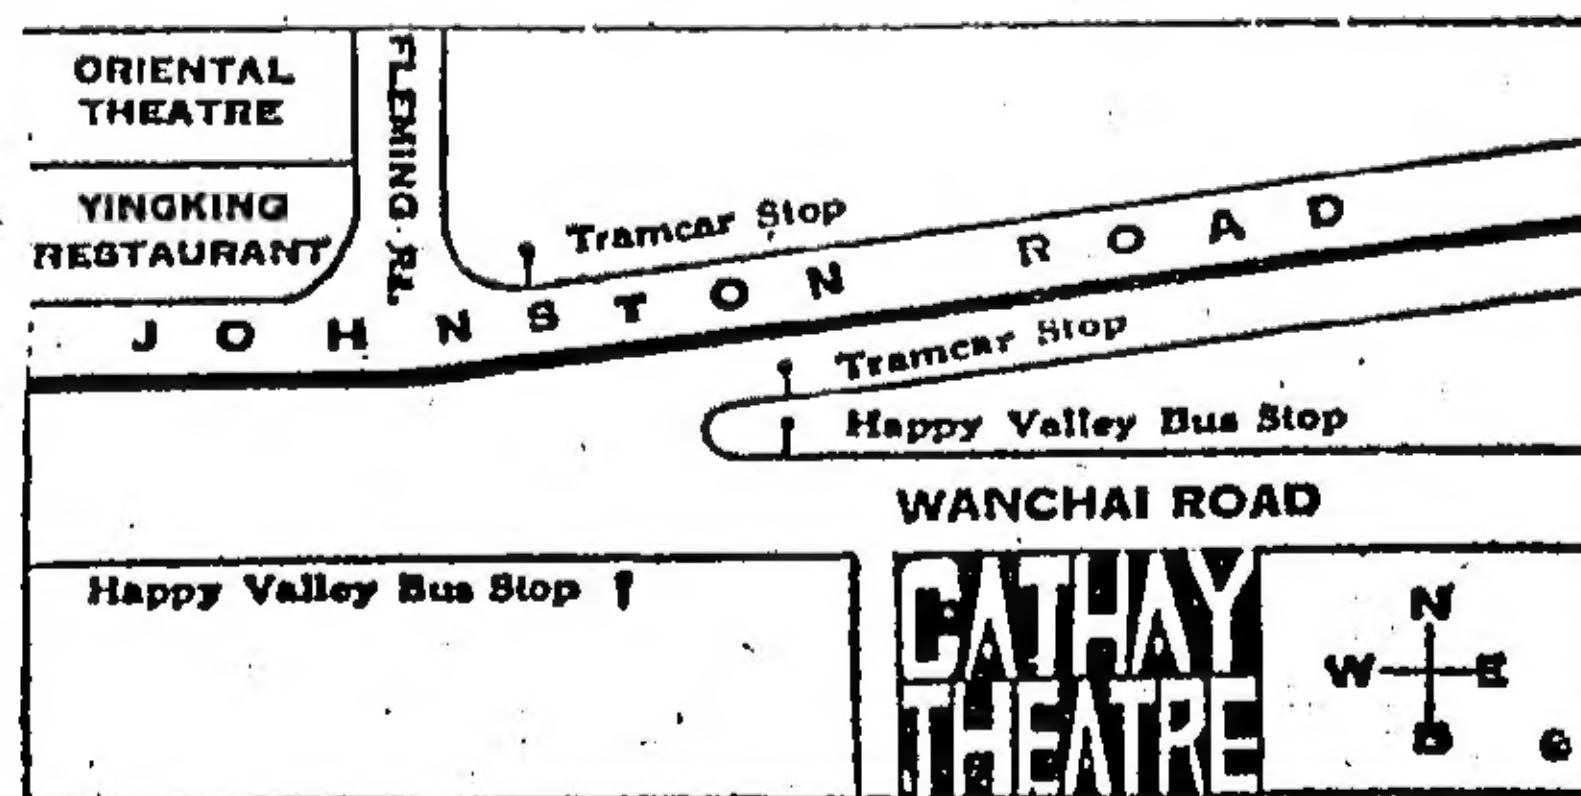 ORIENTAL
THEATRE
FLEMING RD.
YINGKING
RESTAURANT
Tramcar Stop
JOHNSTON ROAD
Tramcar Stop
Happy Valley Bus Stop
WANCHAI ROAD
Happy Valley Bus Stop
CATHAY
THEATRE
N
W E
S